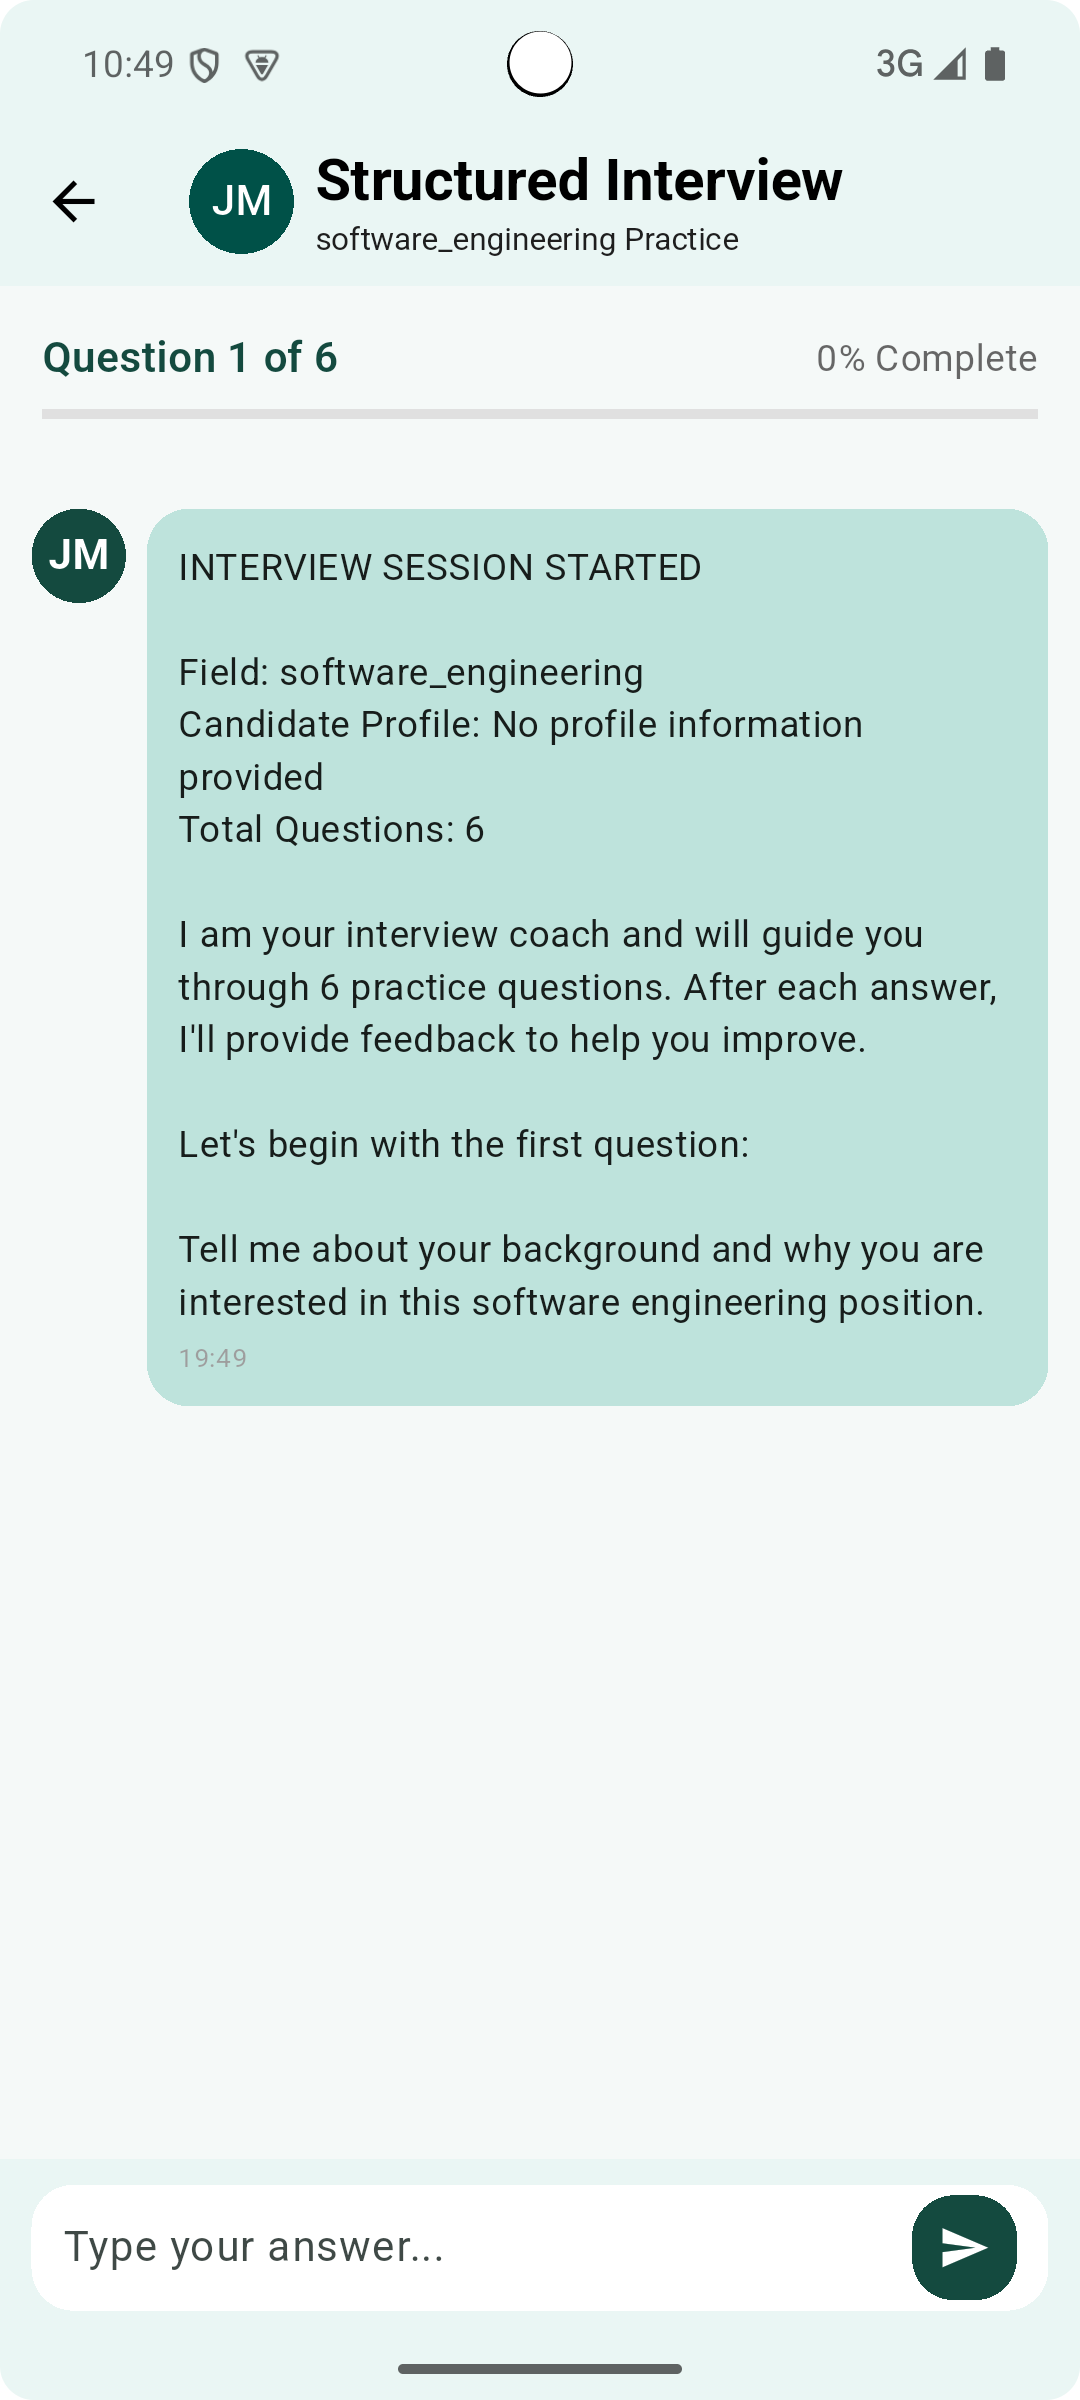 10:49
3G
JM
Structured Interview
software_engineering Practice
Question 1 of 6
0% Complete
JM
INTERVIEW SESSION STARTED
Field: software_engineering
Candidate Profile: No profile information
provided
Total Questions: 6
I am your interview coach and will guide you
through 6 practice questions. After each answer,
I'll provide feedback to help you improve.
Let's begin with the first question:
Tell me about your background and why you are
interested in this software engineering position.
19:49
Type your answer...